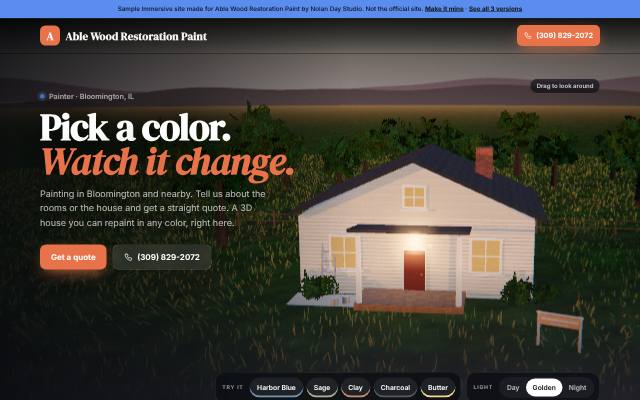 Sample Immersive site made for Able Wood Restoration Paint by Nolan Day Studio. Not the official site. Make it mine · See all 3 versions
A Able Wood Restoration Paint
(309) 829-2072
Drag to look around
Painter · Bloomington, IL
Pick a color.
Watch it change.
Painting in Bloomington and nearby. Tell us about the
rooms or the house and get a straight quote. A 3D
house you can repaint in any color, right here.
Get a quote
(309) 829-2072
TRY IT Harbor Blue Sage Clay Charcoal Butter
LIGHT Day Golden Night